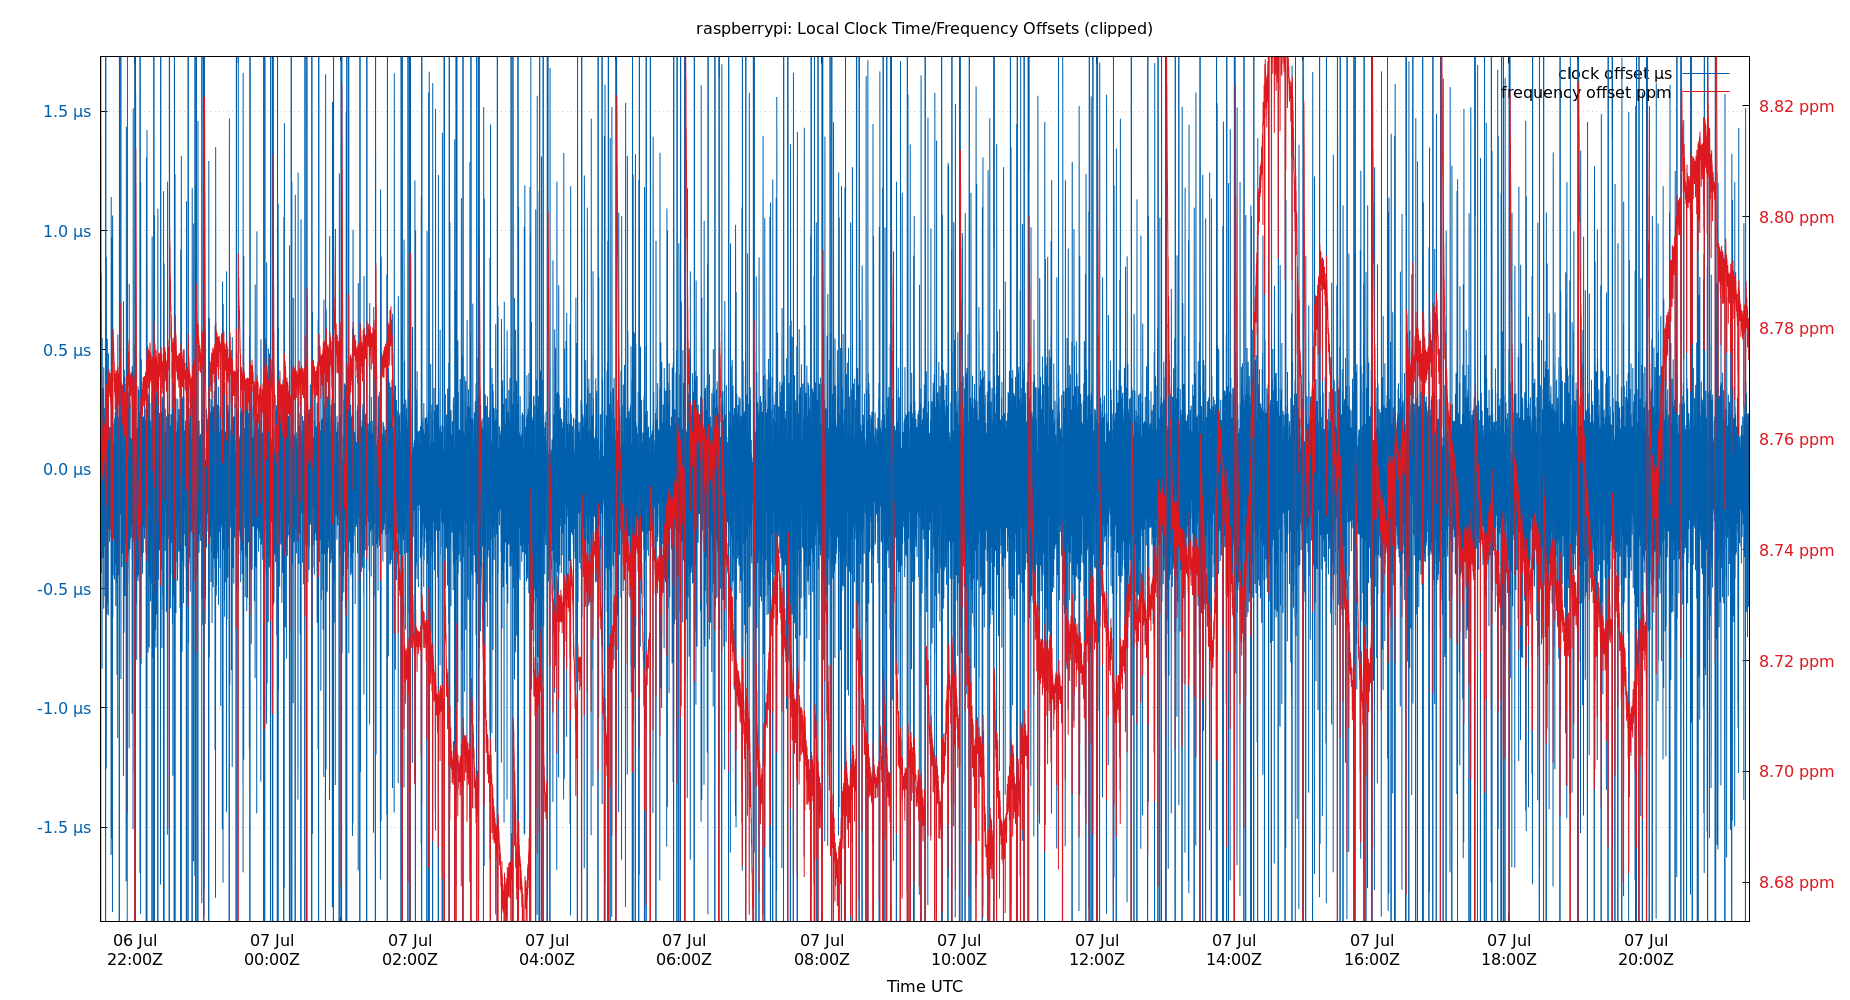 raspberrypi: Local Clock Time/Frequency Offsets (clipped)
clock offset µs
frequency offset ppm
1.5 µs
1.0 µs
0.5 µs
0.0 µs
-0.5 µs
-1.0 µs
-1.5 µs
8.82 ppm
8.80 ppm
8.78 ppm
8.76 ppm
8.74 ppm
8.72 ppm
8.70 ppm
8.68 ppm
06 Jul 07 Jul 07 Jul 07 Jul 07 Jul 07 Jul 07 Jul 07 Jul 07 Jul 07 Jul 07 Jul 07 Jul
22:00Z 00:00Z 02:00Z 04:00Z 06:00Z 08:00Z 10:00Z 12:00Z 14:00Z 16:00Z 18:00Z 20:00Z
Time UTC